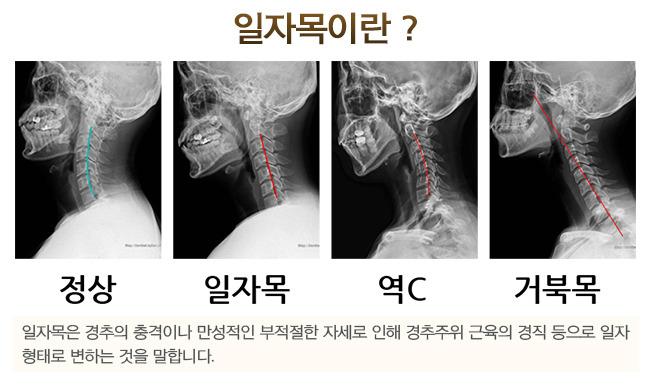 일자목이란 ?
정상
일자목
역C
거북목
일자목은 경추의 충격이나 만성적인 부적절한 자세로 인해 경추주위 근육의 경직 등으로 일자
형태로 변하는 것을 말합니다.